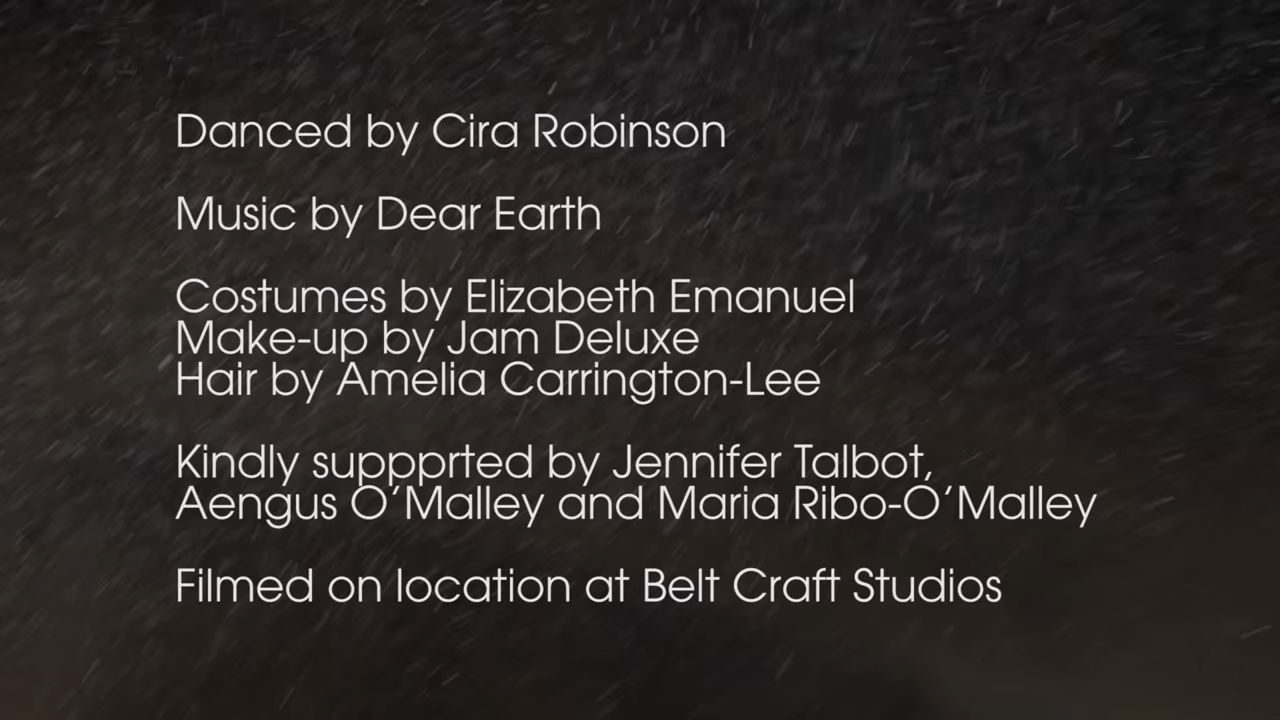 Danced by Cira Robinson
Music by Dear Earth
Costumes by Elizabeth Emanuel
Make-up by Jam Deluxe
Hair by Amelia Carrington-Lee
Kindly suppprted by Jennifer Talbot,
Aengus O’Malley and Maria Ribo-O’Malley
Filmed on location at Belt Craft Studios